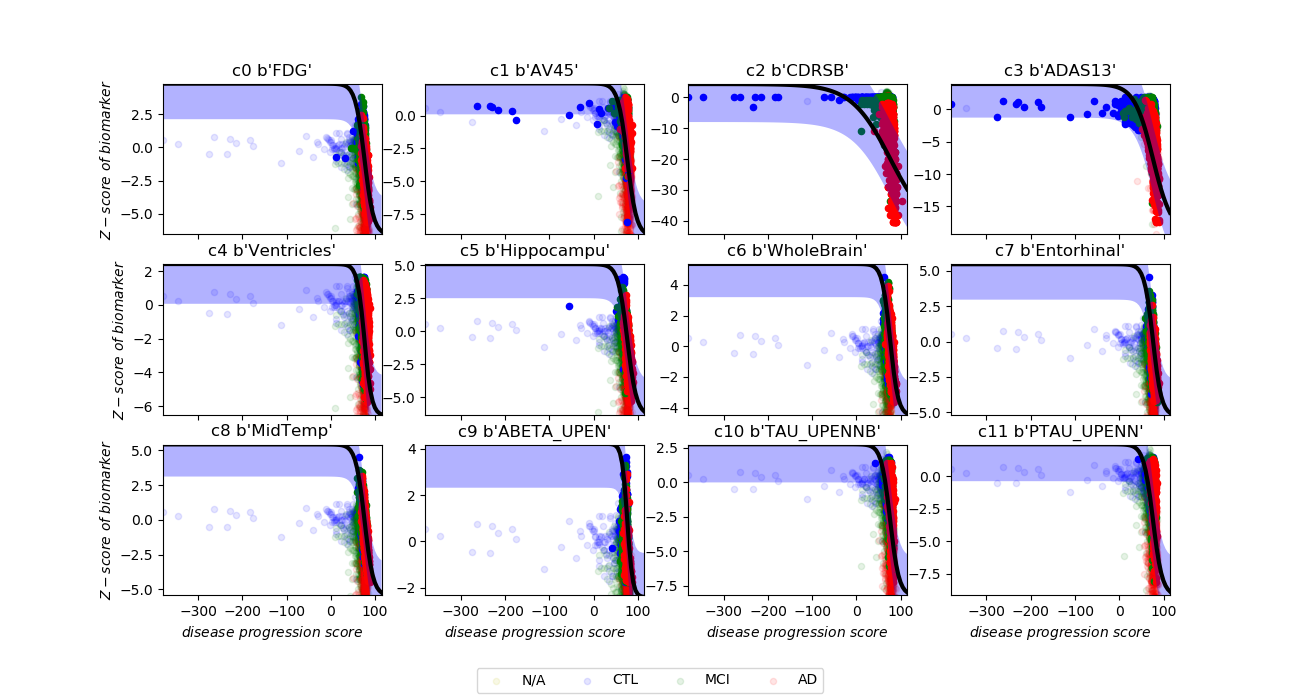 c0 b'FDG'
c1 b'AV45'
c2 b'CDRSB'
c3 b'ADAS13'
Z − score of biomarker
2.5
0.0
−2.5
−5.0
0.0
−2.5
−5.0
−7.5
0
−10
−20
−30
−40
0
−5
−10
−15
c4 b'Ventricles'
c5 b'Hippocampu'
c6 b'WholeBrain'
c7 b'Entorhinal'
Z − score of biomarker
2
0
−2
−4
−6
5.0
2.5
0.0
−2.5
−5.0
4
2
0
−2
−4
5.0
2.5
0.0
−2.5
−5.0
c8 b'MidTemp'
c9 b'ABETA_UPEN'
c10 b'TAU_UPENNB'
c11 b'PTAU_UPENN'
Z − score of biomarker
5.0
2.5
0.0
−2.5
−5.0
4
2
0
−2
2.5
0.0
−2.5
−5.0
−7.5
0.0
−2.5
−5.0
−7.5
−300 −200 −100 0 100
−300 −200 −100 0 100
−300 −200 −100 0 100
−300 −200 −100 0 100
disease progression score
disease progression score
disease progression score
disease progression score
N/A CTL MCI AD